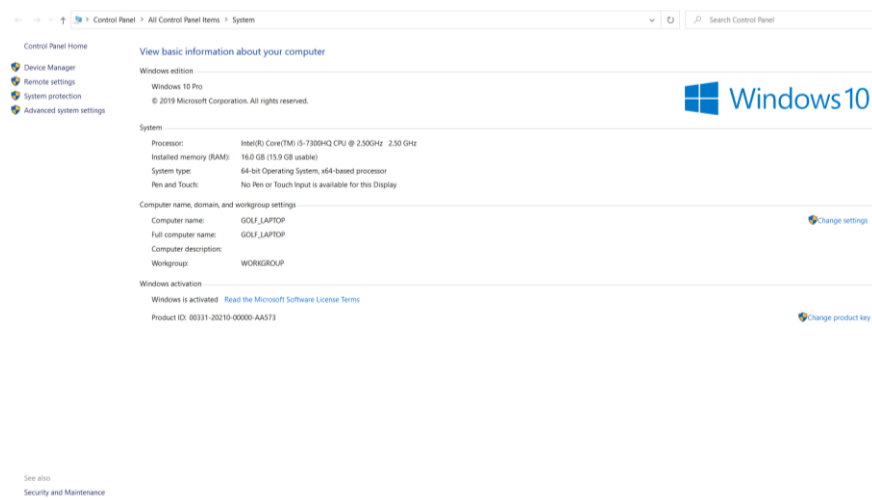 Control Panel > All Control Panel Items > System
Search Control Panel
Control Panel Home
Device Manager
Remote settings
System protection
Advanced system settings
View basic information about your computer
Windows edition
Windows 10 Pro
© 2019 Microsoft Corporation. All rights reserved.
Windows 10
System
Processor: Intel(R) Core(TM) i5-7300HQ CPU @ 2.50GHz 2.50 GHz
Installed memory (RAM): 16.0 GB (15.9 GB usable)
System type: 64-bit Operating System, x64-based processor
Pen and Touch: No Pen or Touch Input is available for this Display
Computer name, domain, and workgroup settings
Computer name: GOLF_LAPTOP
Change settings
Full computer name: GOLF_LAPTOP
Computer description:
Workgroup: WORKGROUP
Windows activation
Windows is activated Read the Microsoft Software License Terms
Product ID: 00331-20210-00000-AA573
Change product key
See also
Security and Maintenance